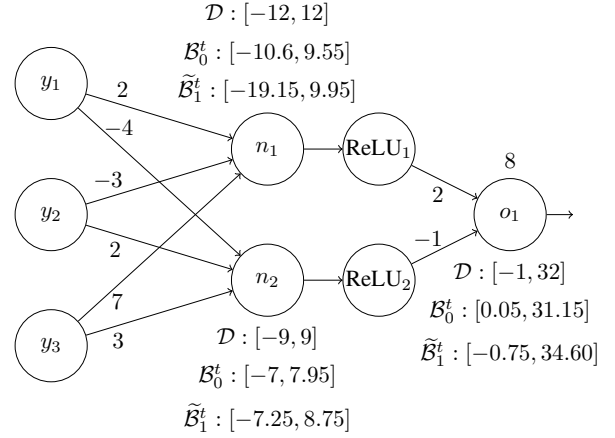 𝒟 : [−12, 12]
ℬ₀ᵗ : [−10.6, 9.55]
ℬ̃₁ᵗ : [−19.15, 9.95]
y₁
2
−4
n₁
ReLU₁
8
−3
2
y₂
o₁
2
−1
n₂
ReLU₂
𝒟 : [−1, 32]
7
ℬ₀ᵗ : [0.05, 31.15]
y₃
3
𝒟 : [−9, 9]
ℬ̃₁ᵗ : [−0.75, 34.60]
ℬ₀ᵗ : [−7, 7.95]
ℬ̃₁ᵗ : [−7.25, 8.75]